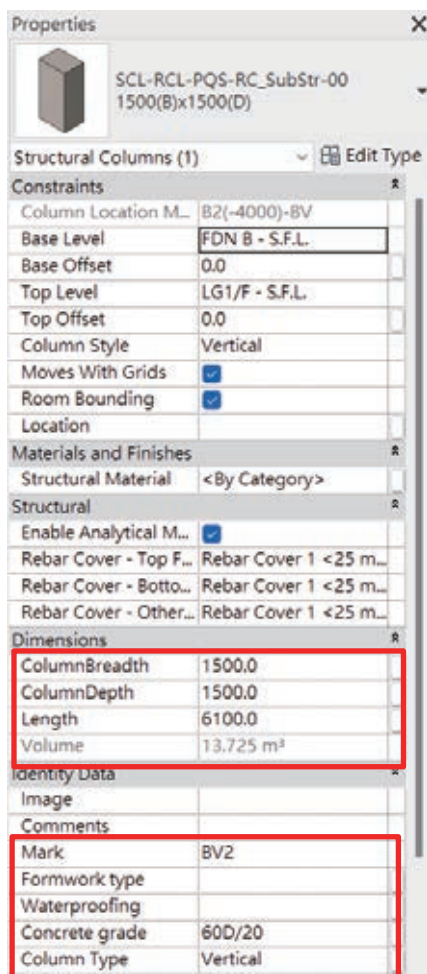 Properties
SCL-RCL-PQS-RC_SubStr-00
1500(B)x1500(D)
Structural Columns (1) Edit Type
Constraints
Column Location M... B2(-4000)-BV
Base Level FDN B - S.F.L.
Base Offset 0.0
Top Level LG1/F - S.F.L.
Top Offset 0.0
Column Style Vertical
Moves With Grids
Room Bounding
Location
Materials and Finishes
Structural Material <By Category>
Structural
Enable Analytical M...
Rebar Cover - Top F... Rebar Cover 1 <25 m...
Rebar Cover - Botto... Rebar Cover 1 <25 m...
Rebar Cover - Other... Rebar Cover 1 <25 m...
Dimensions
ColumnBreadth 1500.0
ColumnDepth 1500.0
Length 6100.0
Volume 13.725 m³
Identity Data
Image
Comments
Mark BV2
Formwork type
Waterproofing
Concrete grade 60D/20
Column Type Vertical